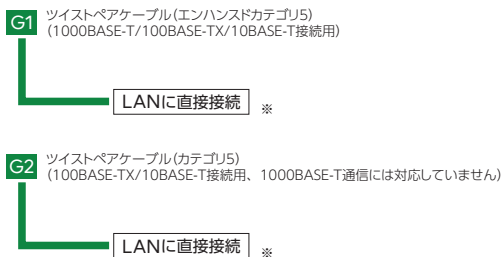 G1 ツイストペアケーブル(エンハンスドカテゴリ5)
(1000BASE-T/100BASE-TX/10BASE-T接続用)
LANに直接接続 ※
G2 ツイストペアケーブル(カテゴリ5)
(100BASE-TX/10BASE-T接続用、1000BASE-T通信には対応していません)
LANに直接接続 ※